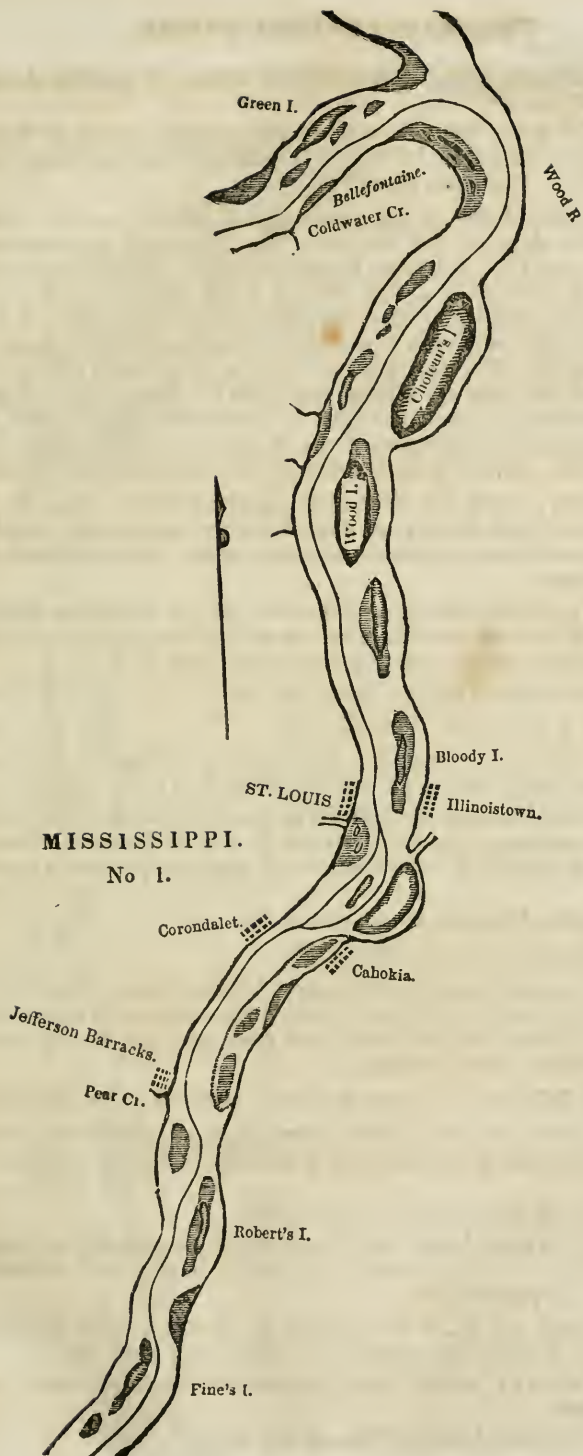 Green I.
Wood R
Bellefontaine.
Coldwater Cr.
Choteau's I
Wood I.
Bloody I.
ST. LOUIS
Illinoistown.
MISSISSIPPI.
No 1.
Corondalet.
Cahokia.
Jefferson Barracks.
Pear Cr.
Robert's I.
Fine's I.